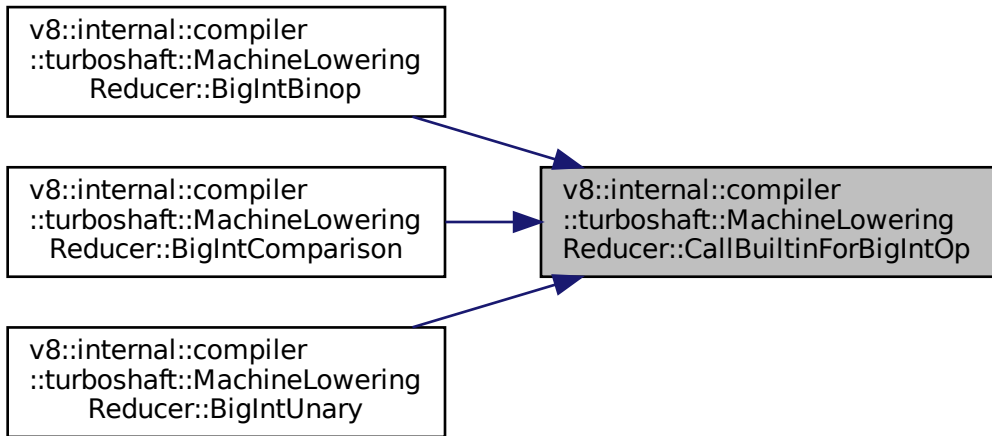 v8::internal::compiler
::turboshaft::MachineLowering
Reducer::BigIntBinop
v8::internal::compiler
::turboshaft::MachineLowering
Reducer::BigIntComparison
v8::internal::compiler
::turboshaft::MachineLowering
Reducer::CallBuiltinForBigIntOp
v8::internal::compiler
::turboshaft::MachineLowering
Reducer::BigIntUnary